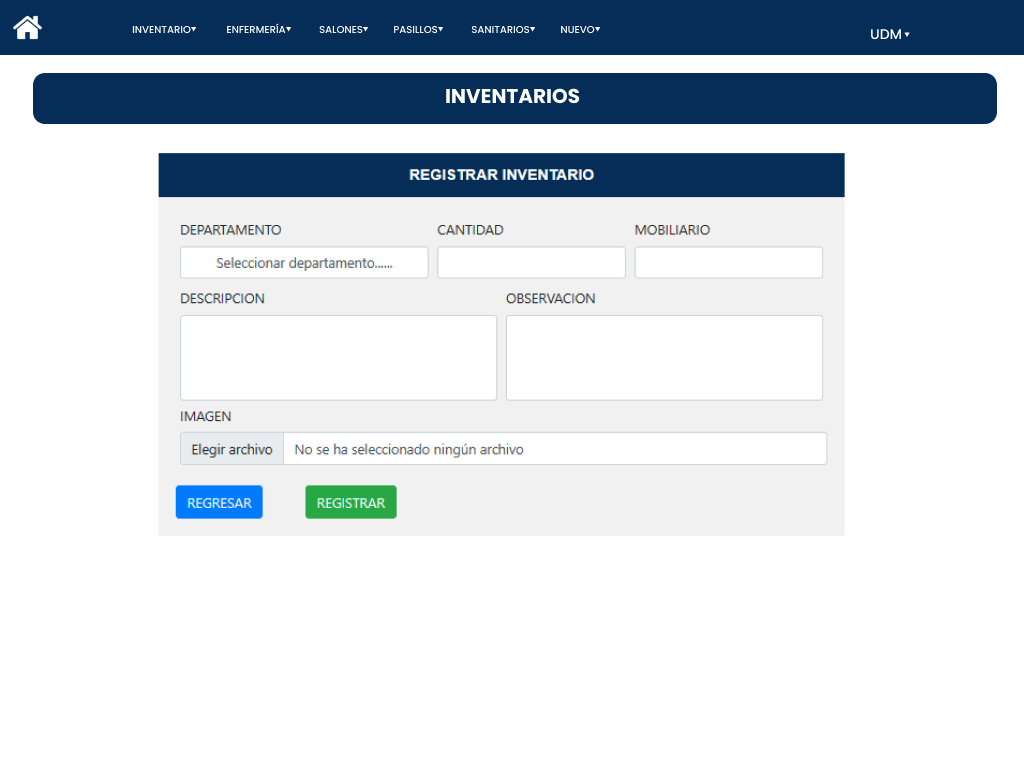 INVENTARIO▾ ENFERMERÍA▾ SALONES▾ PASILLOS▾ SANITARIOS▾ NUEVO▾ UDM ▾
INVENTARIOS
REGISTRAR INVENTARIO
DEPARTAMENTO CANTIDAD MOBILIARIO
Seleccionar departamento......
DESCRIPCION OBSERVACION
IMAGEN
Elegir archivo No se ha seleccionado ningún archivo
REGRESAR REGISTRAR